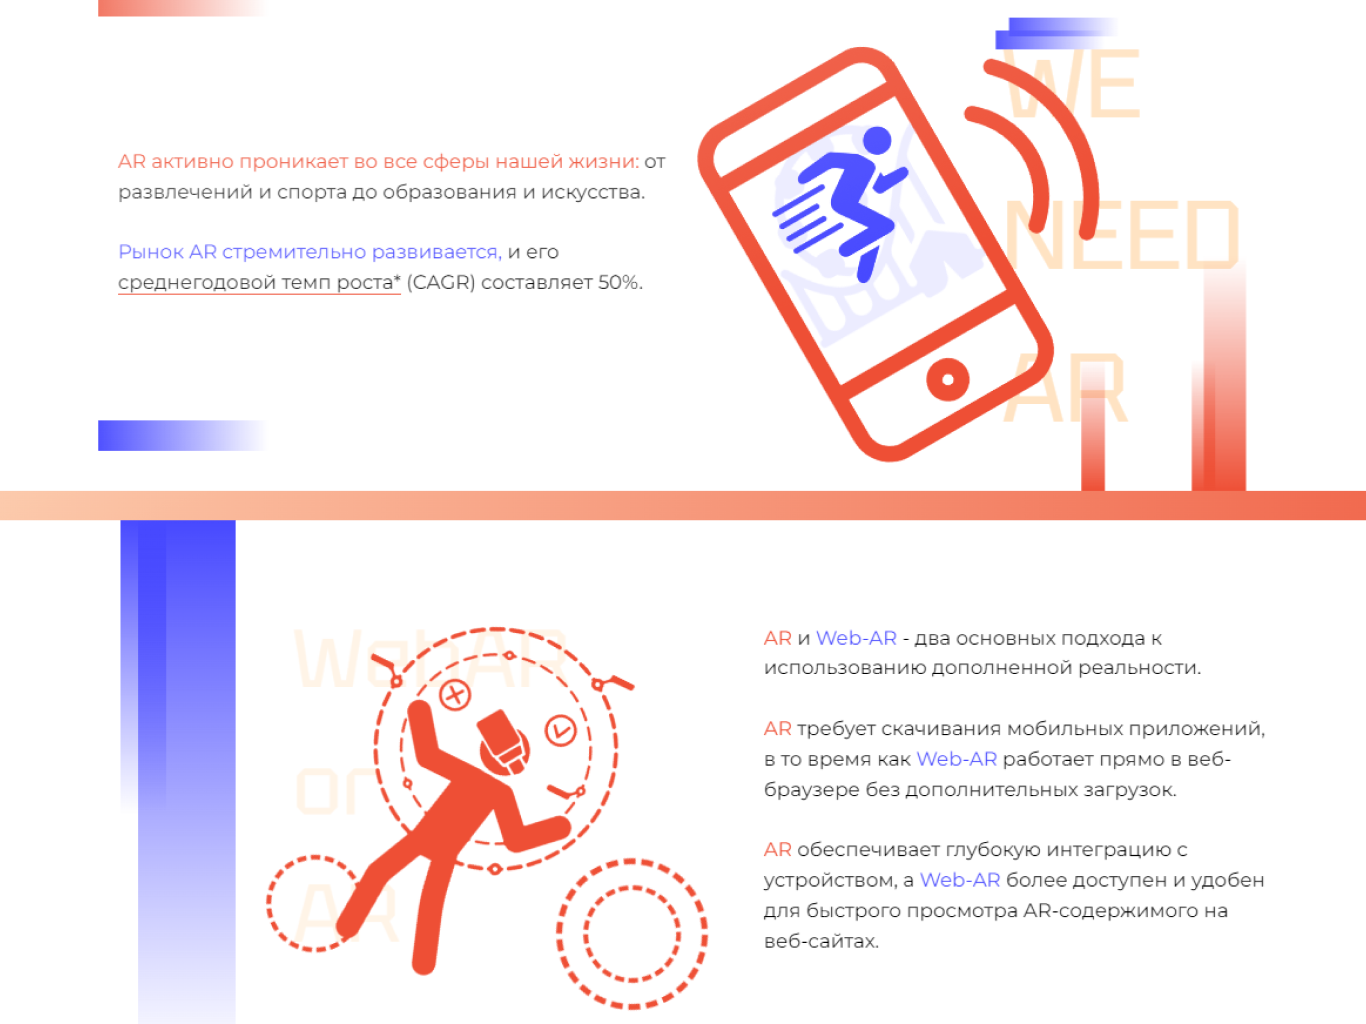 AR активно проникает во все сферы нашей жизни: от
развлечений и спорта до образования и искусства.
Рынок AR стремительно развивается, и его
среднегодовой темп роста* (CAGR) составляет 50%.
WE
NEED
AR
WebAR
or
AR
AR и Web-AR - два основных подхода к
использованию дополненной реальности.
AR требует скачивания мобильных приложений,
в то время как Web-AR работает прямо в веб-
браузере без дополнительных загрузок.
AR обеспечивает глубокую интеграцию с
устройством, а Web-AR более доступен и удобен
для быстрого просмотра AR-содержимого на
веб-сайтах.